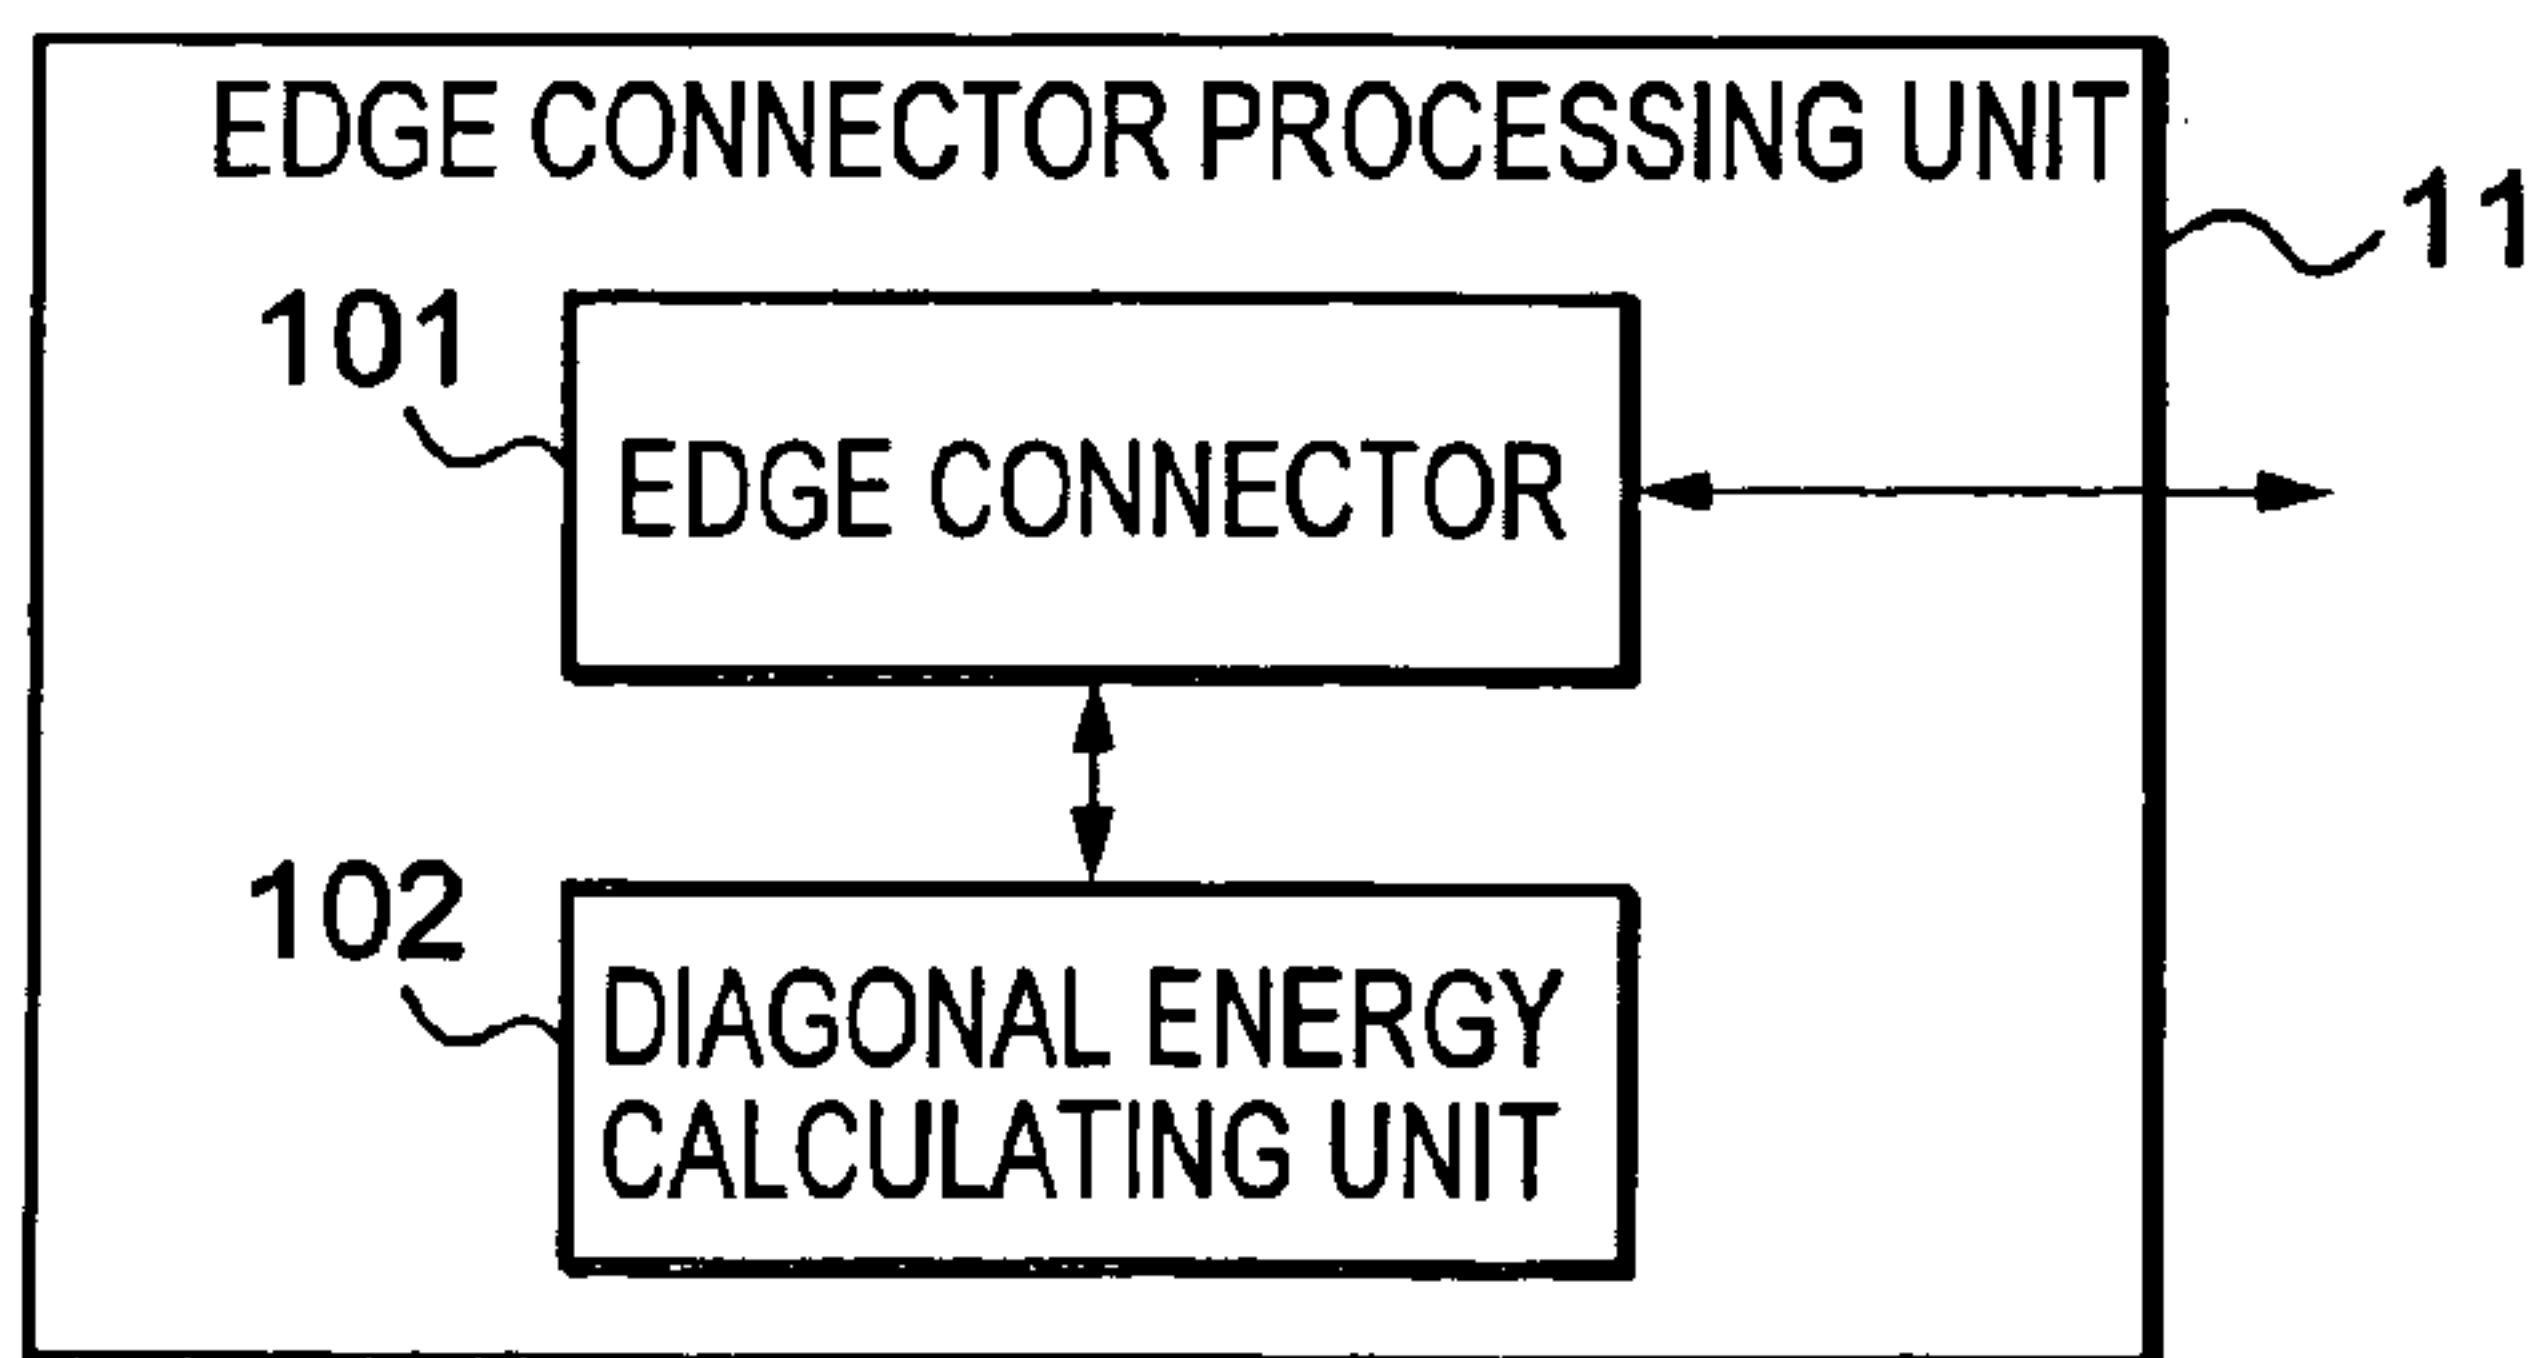 EDGE CONNECTOR PROCESSING UNIT
11
101
EDGE CONNECTOR
102
DIAGONAL ENERGY
CALCULATING UNIT